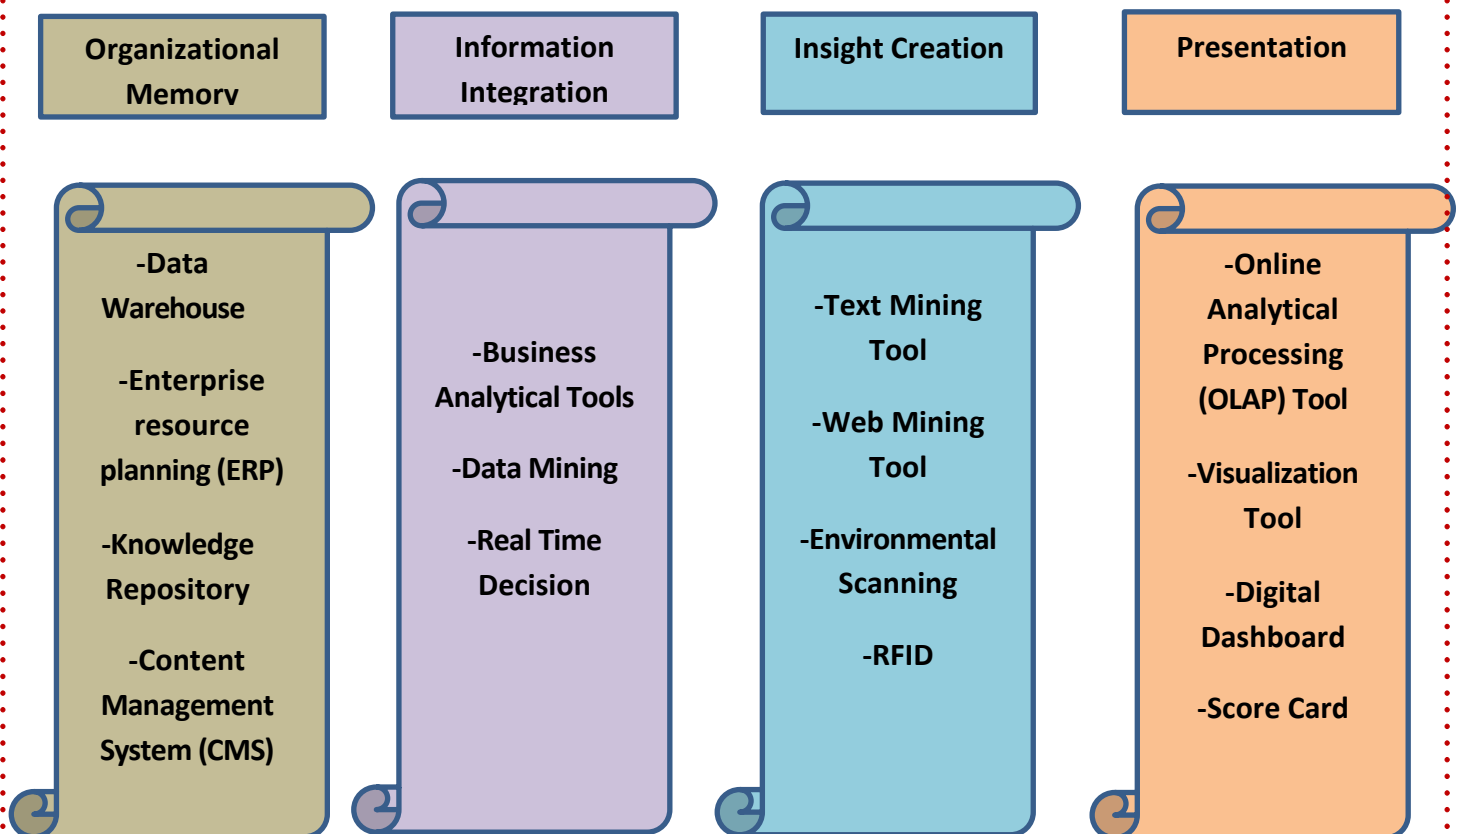 Organizational
Memory
Information
Integration
Insight Creation
Presentation
-Data
Warehouse
-Enterprise
resource
planning (ERP)
-Knowledge
Repository
-Content
Management
System (CMS)
-Business
Analytical Tools
-Data Mining
-Real Time
Decision
-Text Mining
Tool
-Web Mining
Tool
-Environmental
Scanning
-RFID
-Online
Analytical
Processing
(OLAP) Tool
-Visualization
Tool
-Digital
Dashboard
-Score Card